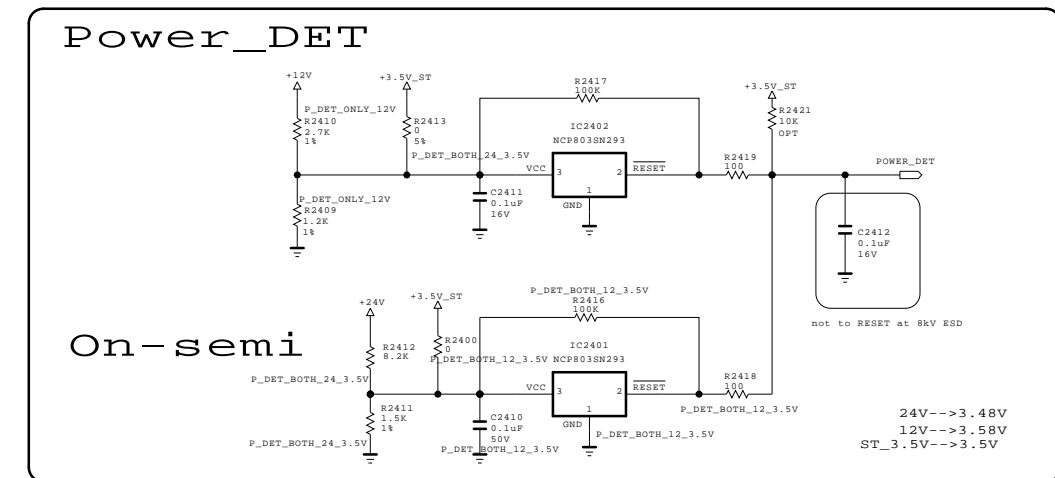 Power_DET
+12V
+3.5V_ST
P_DET_ONLY_12V
R2410
2.7K
1%
R2413
0
5%
P_DET_BOTH_24_3.5V
R2417
100K
IC2402
NCP803SN293
VCC
3
2
RESET
1
GND
C2411
0.1uF
16V
P_DET_ONLY_12V
R2409
1.2K
1%
+3.5V_ST
R2421
10K
OPT
R2419
100
POWER_DET
C2412
0.1uF
16V
not to RESET at 8kV ESD
On-semi
+24V
+3.5V_ST
R2412
8.2K
P_DET_BOTH_24_3.5V
R2400
0
P_DET_BOTH_12_3.5V
P_DET_BOTH_12_3.5V
R2416
100K
IC2401
NCP803SN293
VCC
3
2
RESET
1
GND
P_DET_BOTH_12_3.5V
R2411
1.5K
1%
P_DET_BOTH_24_3.5V
C2410
0.1uF
50V
P_DET_BOTH_12_3.5V
R2418
100
P_DET_BOTH_12_3.5V
24V-->3.48V
12V-->3.58V
ST_3.5V-->3.5V